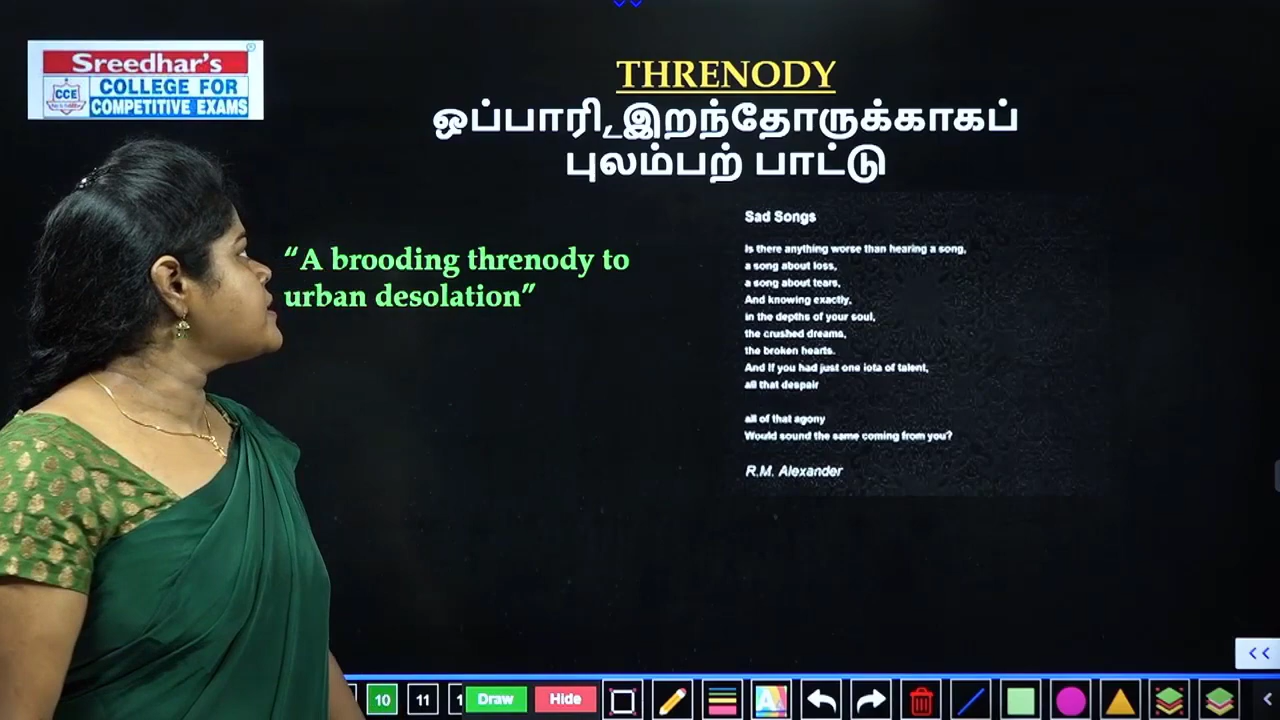 Sreedhar's
CCE
COLLEGE FOR
COMPETITIVE EXAMS
THRENODY
ஒப்பாரி, இறந்தோருக்காகப்
புலம்பற் பாட்டு
“A brooding threnody to
urban desolation”
Sad Songs
Is there anything worse than hearing a song,
a song about loss,
a song about tears,
And knowing exactly,
in the depths of your soul,
the crushed dreams,
the broken hearts.
And If you had just one iota of talent,
all that despair
all of that agony
Would sound the same coming from you?
R.M. Alexander
10
11
1
Draw
Hide